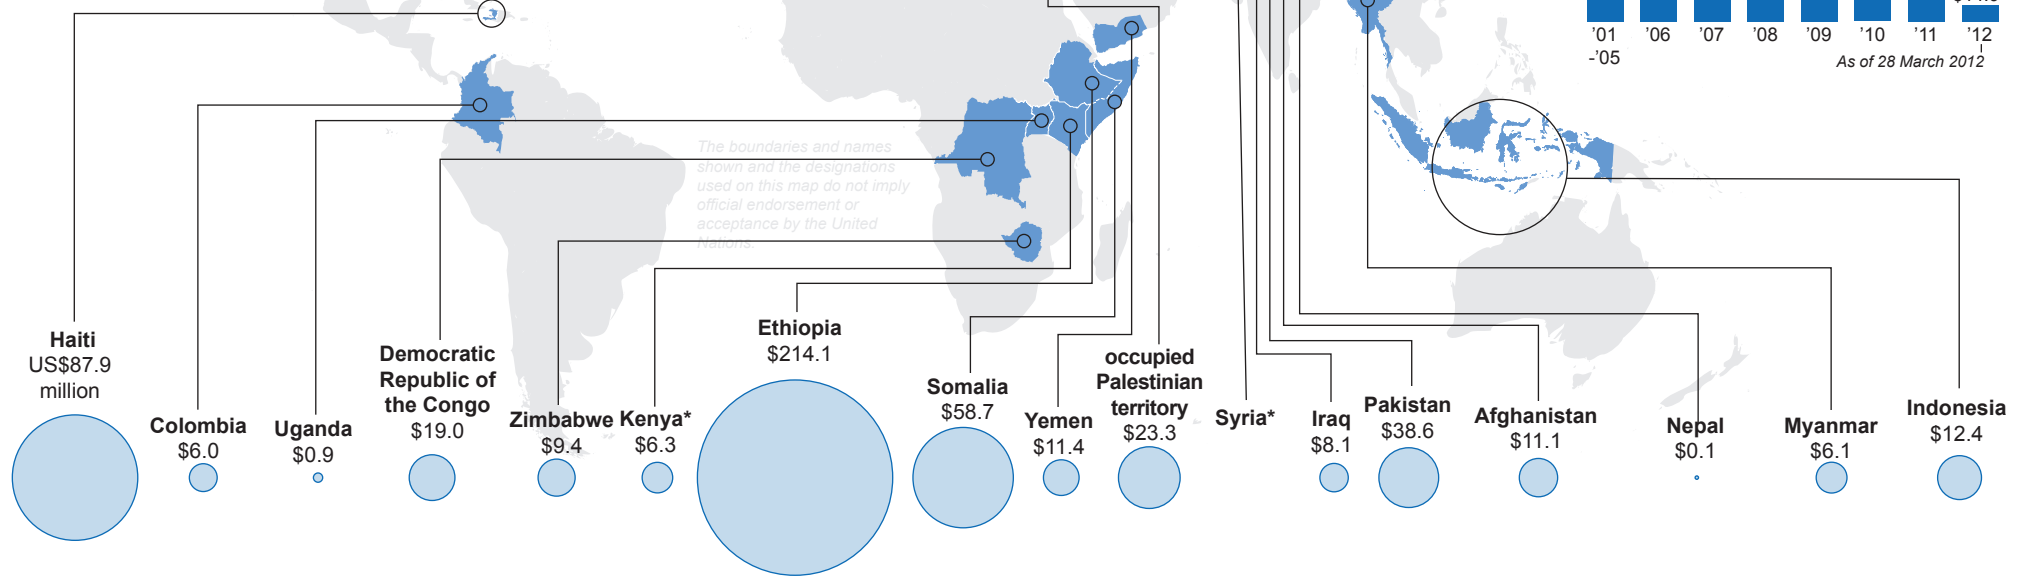 ’01
-’05
’06
’07
’08
’09
’10
’11
’12
As of 28 March 2012
The boundaries and names
shown and the designations
used on this map do not imply
official endorsement or
acceptance by the United
Nations.
Haiti
US$87.9
million
Colombia
$6.0
Uganda
$0.9
Democratic
Republic of
the Congo
$19.0
Zimbabwe
$9.4
Kenya*
$6.3
Ethiopia
$214.1
Somalia
$58.7
Yemen
$11.4
occupied
Palestinian
territory
$23.3
Syria*
Iraq
$8.1
Pakistan
$38.6
Afghanistan
$11.1
Nepal
$0.1
Myanmar
$6.1
Indonesia
$12.4